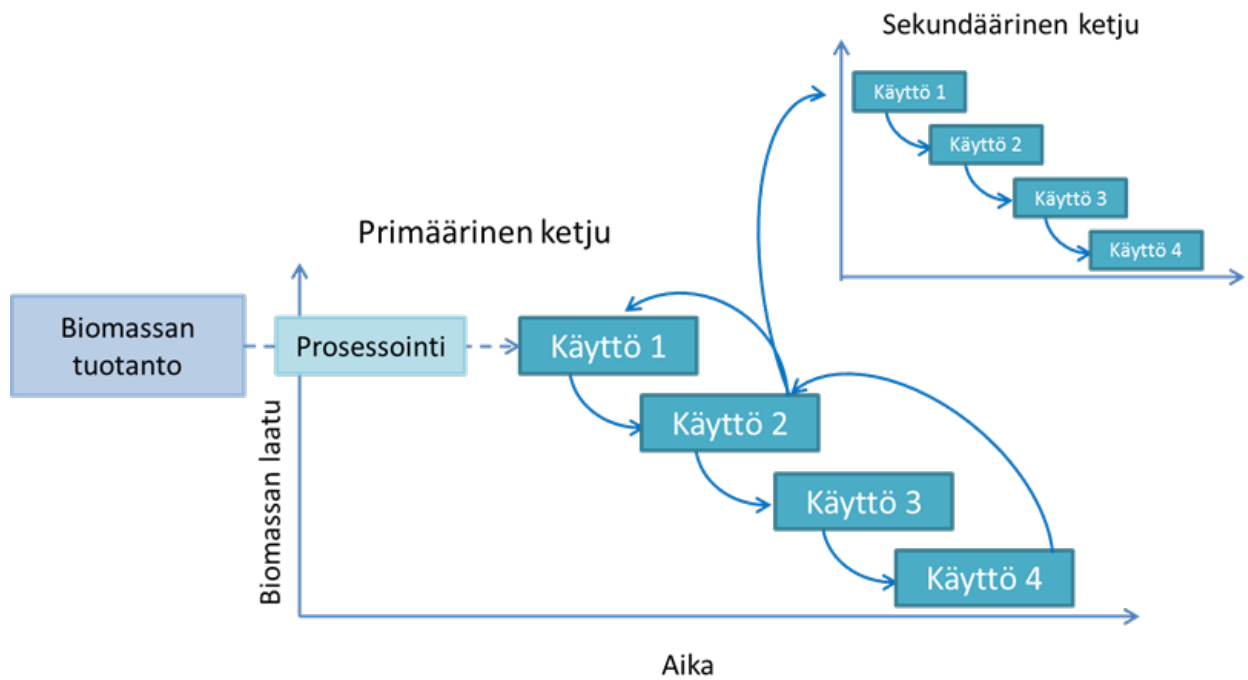 Sekundäärinen ketju
Käyttö 1
Käyttö 2
Käyttö 3
Käyttö 4
Primäärinen ketju
Biomassan
tuotanto
Prosessointi
Käyttö 1
Käyttö 2
Käyttö 3
Käyttö 4
Biomassan laatu
Aika